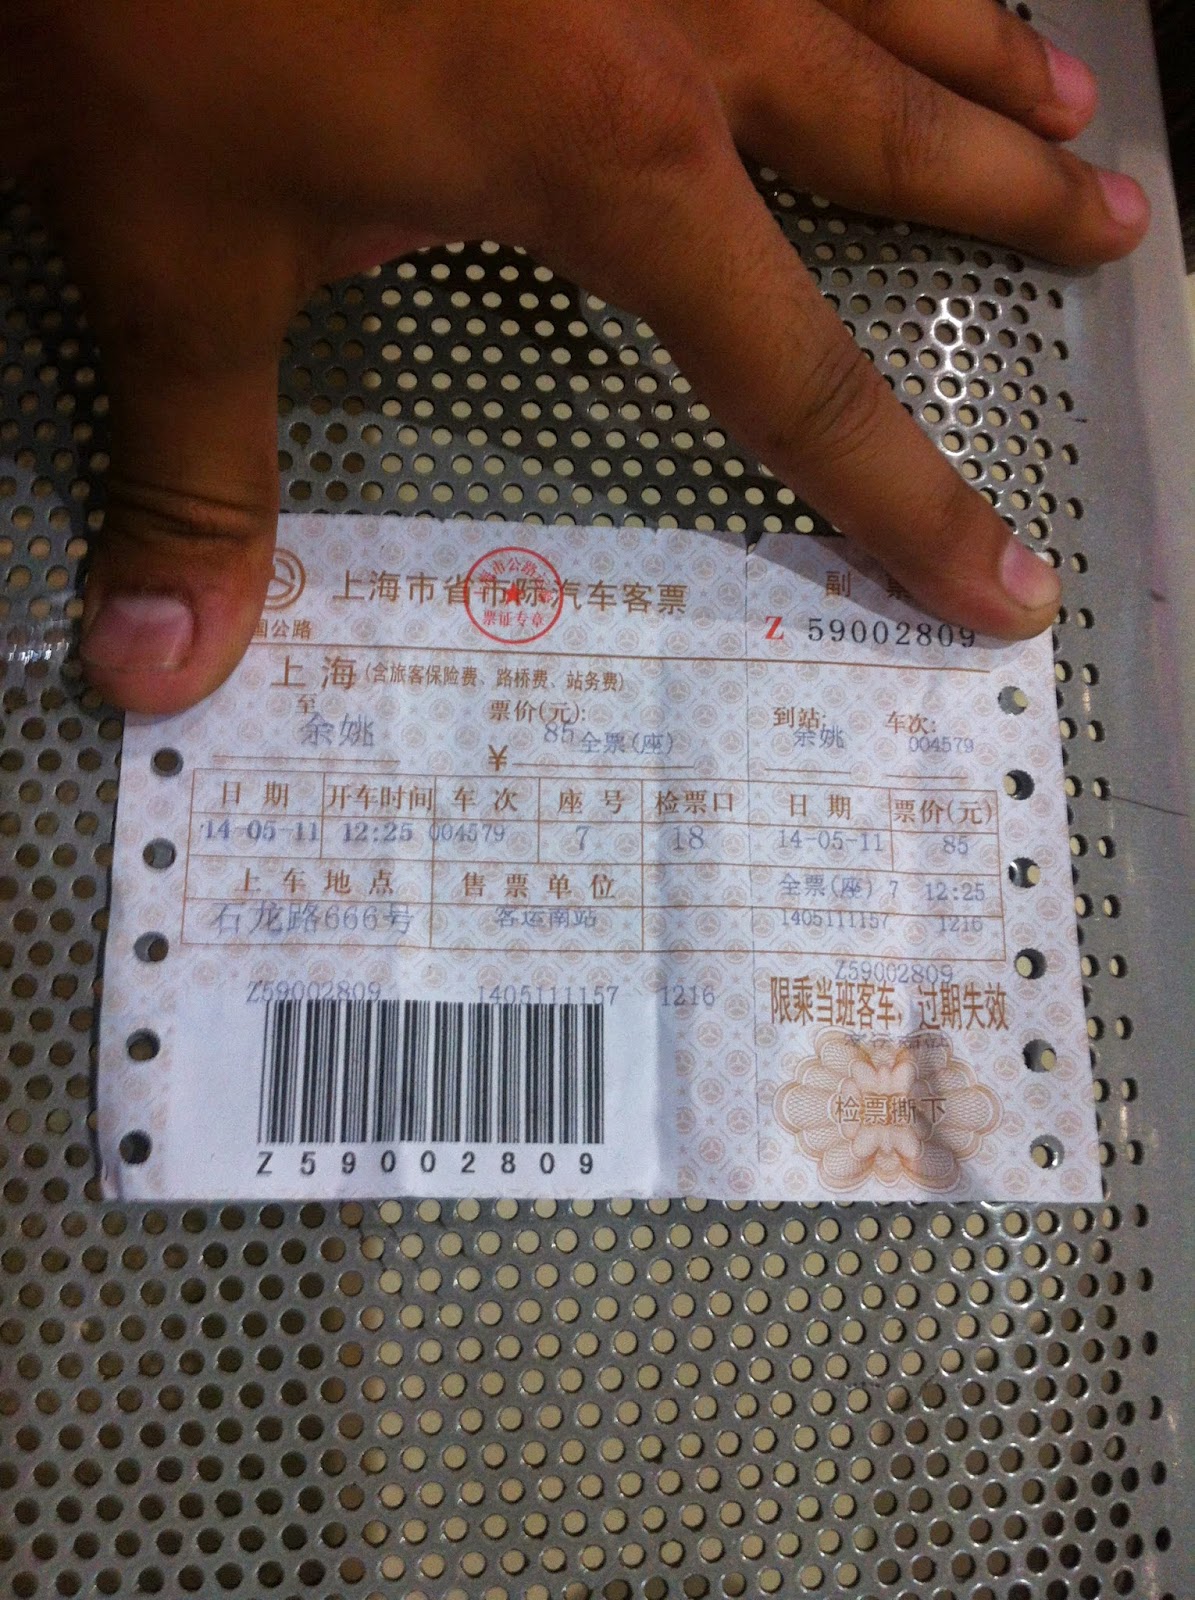 上海市省市际汽车客票
票证专章
国公路
副 票
Z 59002809
上海(含旅客保险费、路桥费、站务费)
至
余姚
票价(元):
¥ 85 全票(座)
到站: 车次:
余姚 004579
日期 开车时间 车次 座号 检票口 日期 票价(元)
14-05-11 12:25 004579 7 18 14-05-11 85
上车地点 售票单位 全票(座) 7 12:25
石龙路666号 客运南站 1405111157 1216
Z59002809 1405111157 1216 Z59002809
限乘当班客车，过期失效
客运南站
检票撕下
Z59002809